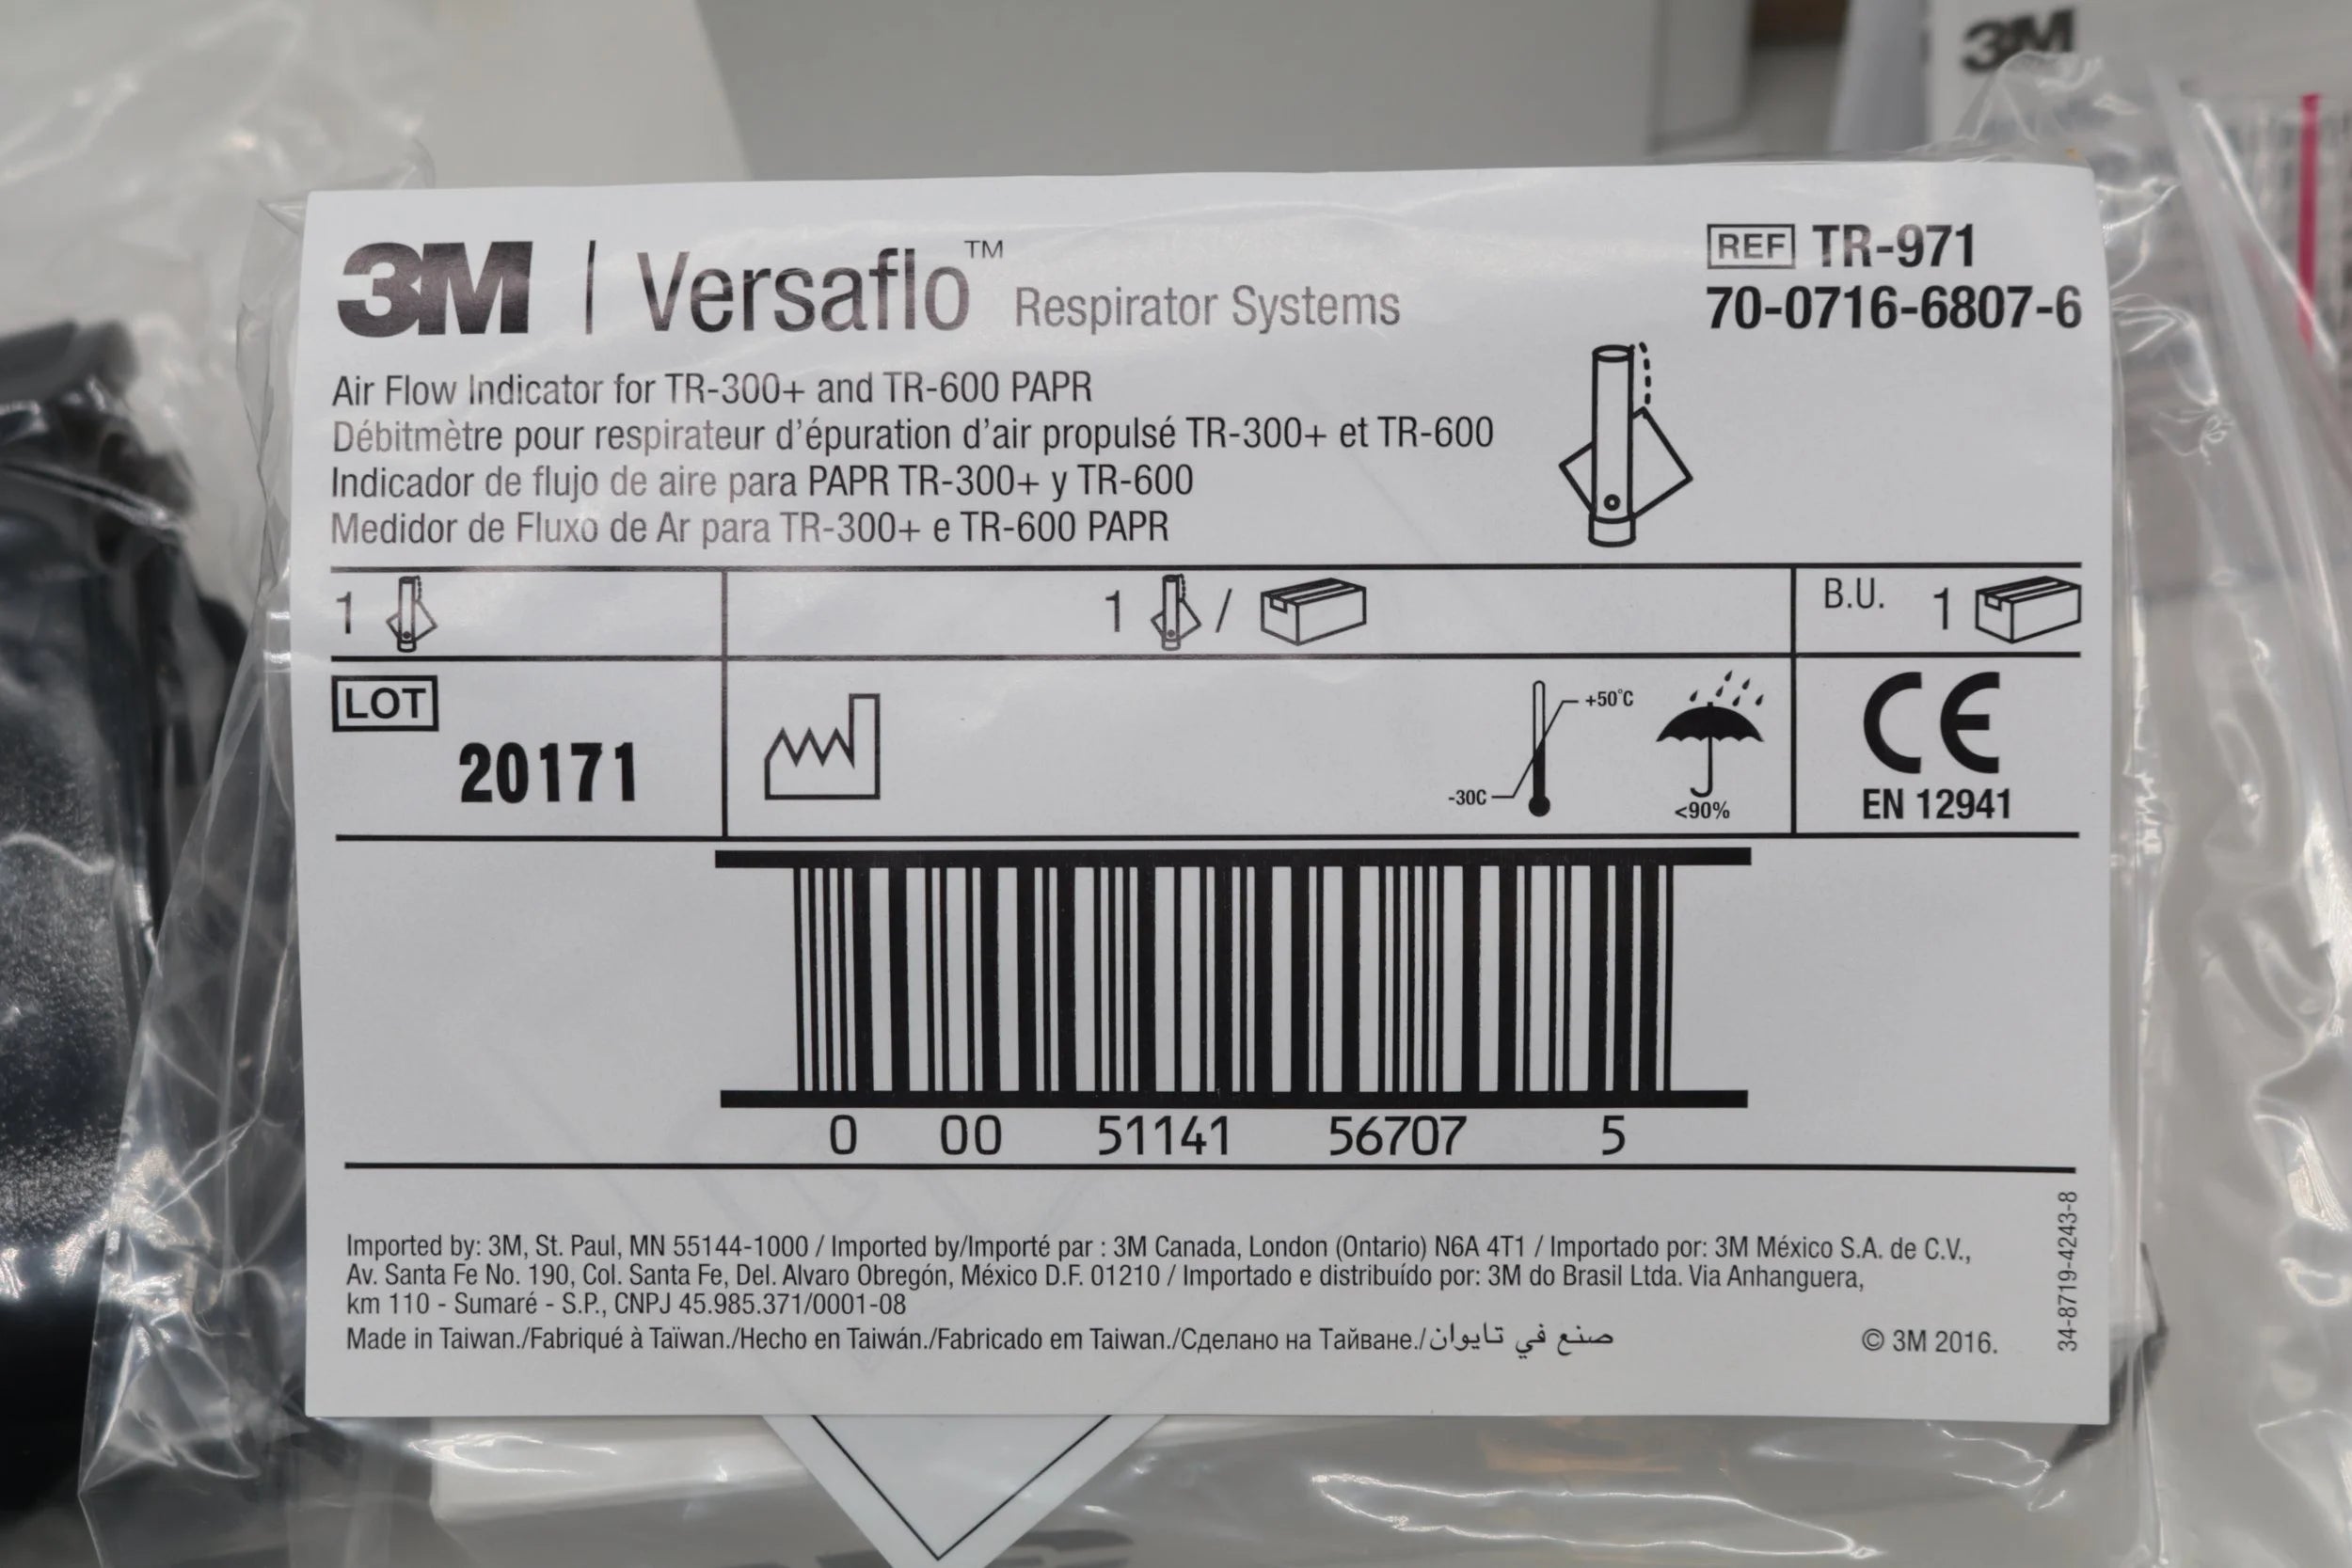 3M
3M | Versaflo™ Respirator Systems
REF TR-971
70-0716-6807-6
Air Flow Indicator for TR-300+ and TR-600 PAPR
Débitmètre pour respirateur d'épuration d'air propulsé TR-300+ et TR-600
Indicador de flujo de aire para PAPR TR-300+ y TR-600
Medidor de Fluxo de Ar para TR-300+ e TR-600 PAPR
1
1 /
B.U. 1
LOT
20171
+50°C
-30C
<90%
CE
EN 12941
0 00 51141 56707 5
Imported by: 3M, St. Paul, MN 55144-1000 / Imported by/Importé par : 3M Canada, London (Ontario) N6A 4T1 / Importado por: 3M México S.A. de C.V.,
Av. Santa Fe No. 190, Col. Santa Fe, Del. Alvaro Obregón, México D.F. 01210 / Importado e distribuído por: 3M do Brasil Ltda. Via Anhanguera,
km 110 - Sumaré - S.P., CNPJ 45.985.371/0001-08
Made in Taiwan./Fabriqué à Taïwan./Hecho en Taiwán./Fabricado em Taiwan./Сделано на Тайване./صنع في تايوان
© 3M 2016.
34-8719-4243-8